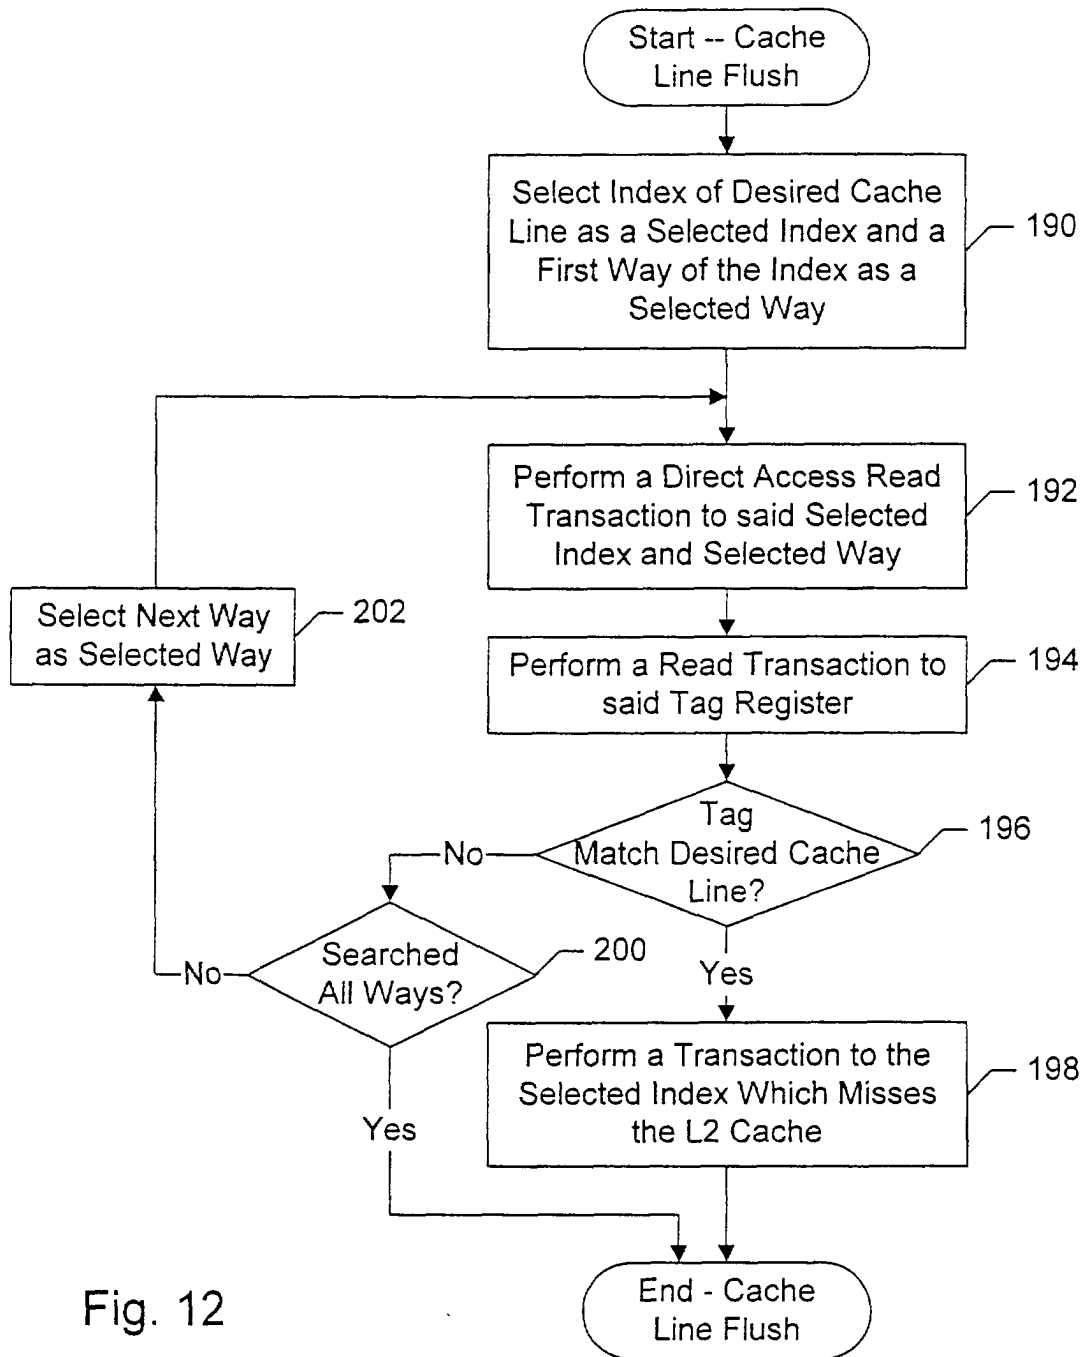 Start -- Cache
Line Flush
Select Index of Desired Cache
Line as a Selected Index and a
First Way of the Index as a
Selected Way
190
Perform a Direct Access Read
Transaction to said Selected
Index and Selected Way
192
Select Next Way
as Selected Way
202
Perform a Read Transaction to
said Tag Register
194
Tag
Match Desired Cache
Line?
196
No
Searched
All Ways?
200
No
Yes
Perform a Transaction to the
Selected Index Which Misses
the L2 Cache
198
Yes
End - Cache
Line Flush
Fig. 12